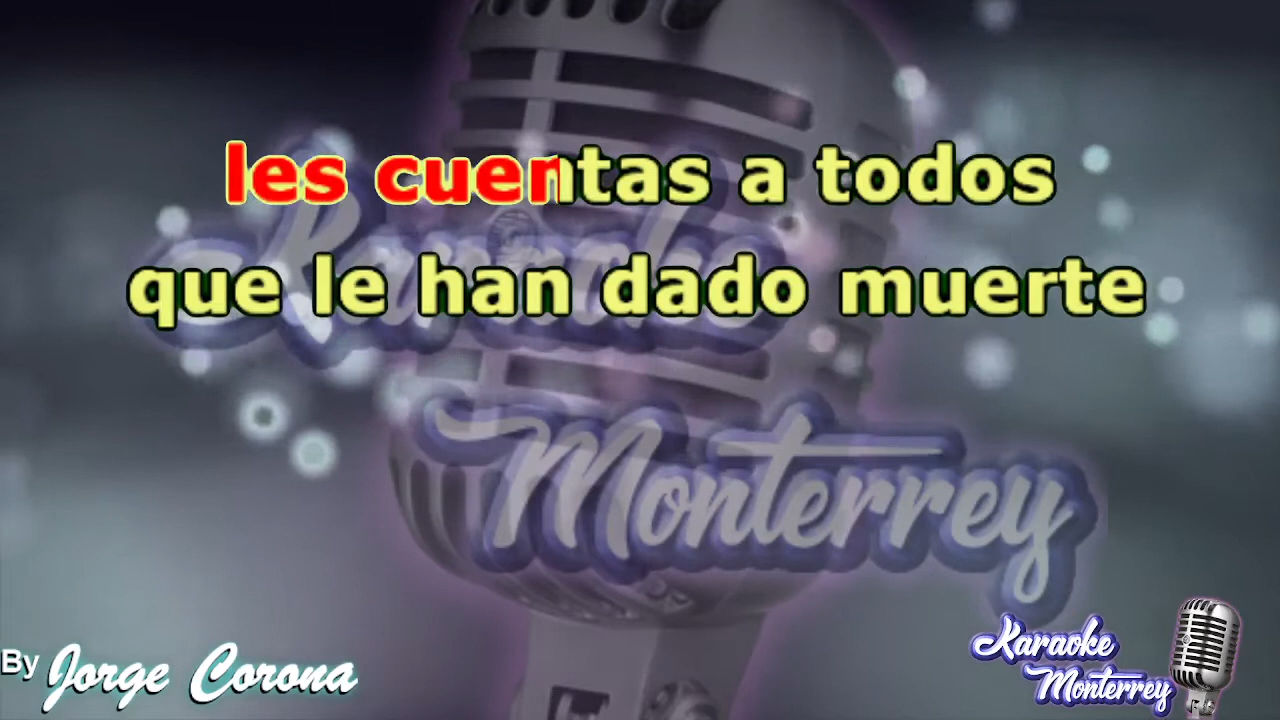 les cuentas a todos
que le han dado muerte
Karaoke
Monterrey
By Jorge Corona
Karaoke
Monterrey